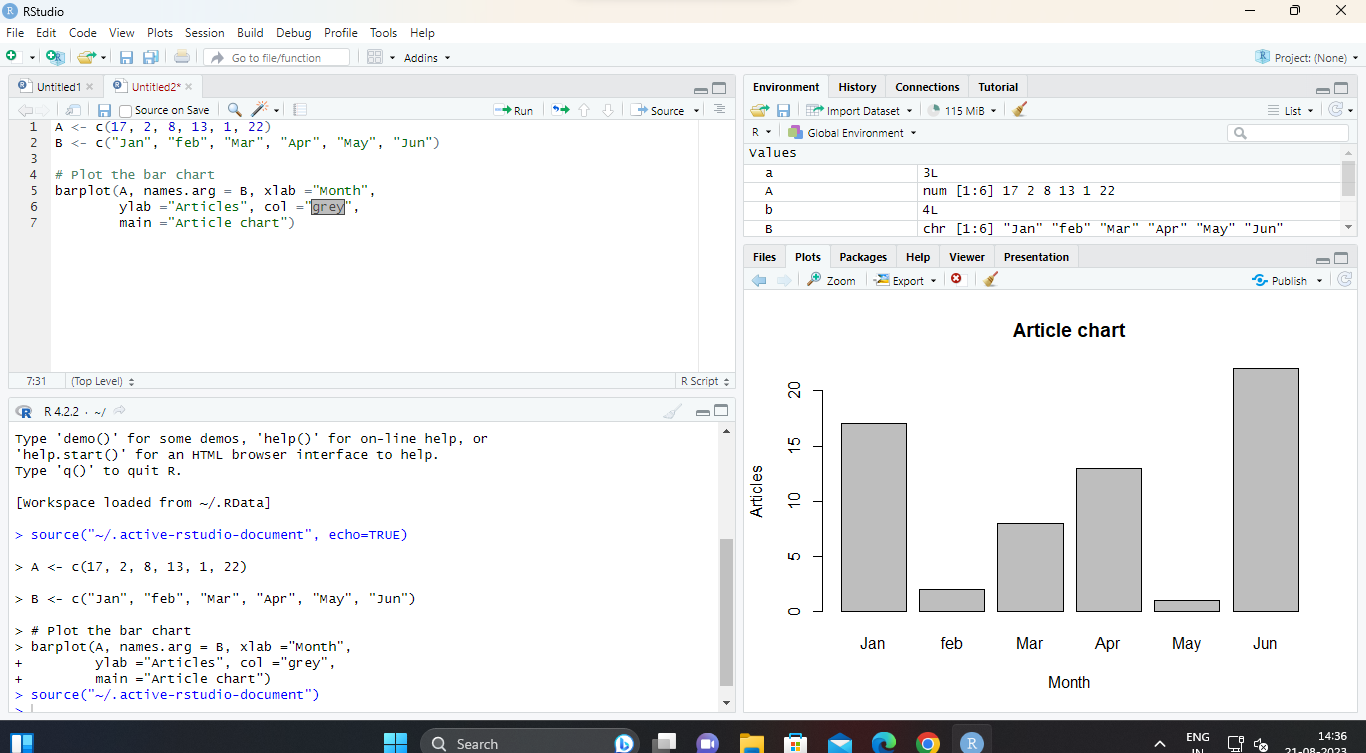 RStudio
File Edit Code View Plots Session Build Debug Profile Tools Help
Go to file/function
Addins
Project: (None)
Untitled1
Untitled2*
Source on Save
Run
Source
1 A <- c(17, 2, 8, 13, 1, 22)
2 B <- c("Jan", "feb", "Mar", "Apr", "May", "Jun")
3
4 # Plot the bar chart
5 barplot(A, names.arg = B, xlab ="Month",
6 ylab ="Articles", col ="grey",
7 main ="Article chart")
7:31 (Top Level) R Script
R 4.2.2 · ~/
Type 'demo()' for some demos, 'help()' for on-line help, or
'help.start()' for an HTML browser interface to help.
Type 'q()' to quit R.
[Workspace loaded from ~/.RData]
> source("~/.active-rstudio-document", echo=TRUE)
> A <- c(17, 2, 8, 13, 1, 22)
> B <- c("Jan", "feb", "Mar", "Apr", "May", "Jun")
> # Plot the bar chart
> barplot(A, names.arg = B, xlab ="Month",
+ ylab ="Articles", col ="grey",
+ main ="Article chart")
> source("~/.active-rstudio-document")
>
Environment History Connections Tutorial
Import Dataset 115 MiB List
R Global Environment
Values
a 3L
A num [1:6] 17 2 8 13 1 22
b 4L
B chr [1:6] "Jan" "feb" "Mar" "Apr" "May" "Jun"
Files Plots Packages Help Viewer Presentation
Zoom Export Publish
Article chart
20
15
10
5
0
Articles
Jan feb Mar Apr May Jun
Month
Search
ENG
IN
14:36
21-08-2023